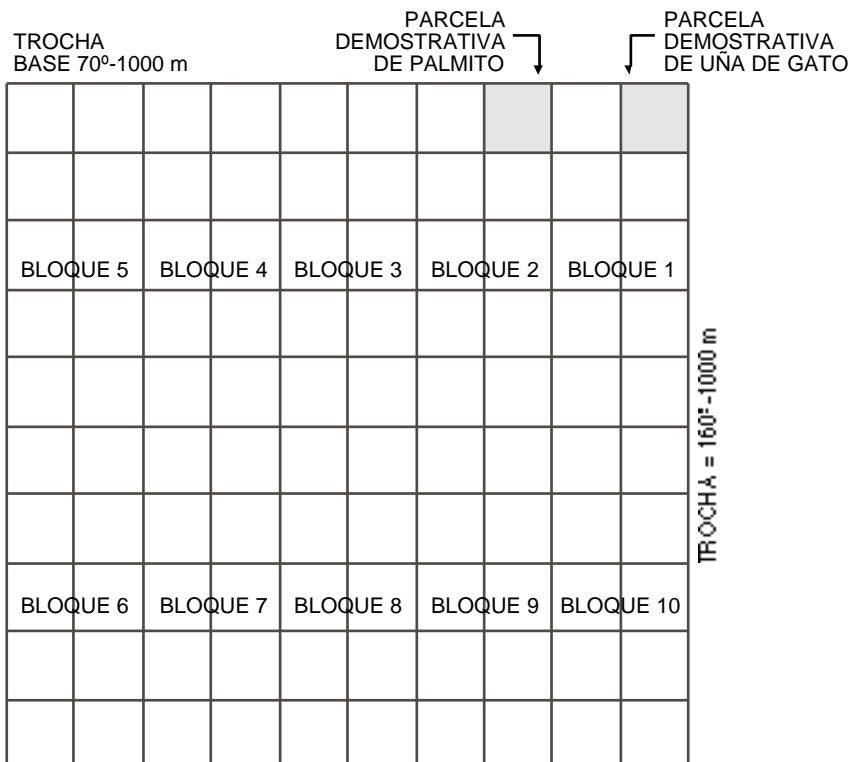 TROCHA
BASE 70º-1000 m
PARCELA
DEMOSTRATIVA
DE PALMITO
PARCELA
DEMOSTRATIVA
DE UÑA DE GATO
BLOQUE 5
BLOQUE 4
BLOQUE 3
BLOQUE 2
BLOQUE 1
TROCHA = 160º-1000 m
BLOQUE 6
BLOQUE 7
BLOQUE 8
BLOQUE 9
BLOQUE 10